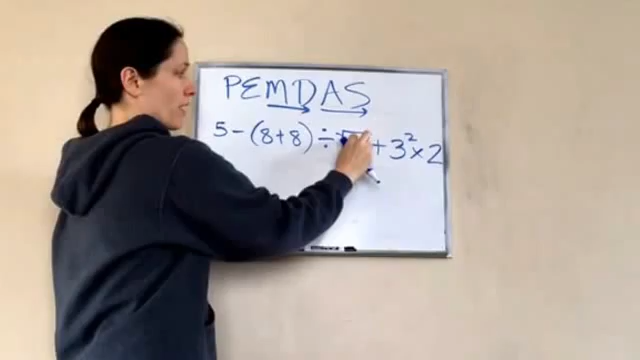 PEMDAS
5 - (8+8) ÷ + 3² × 2